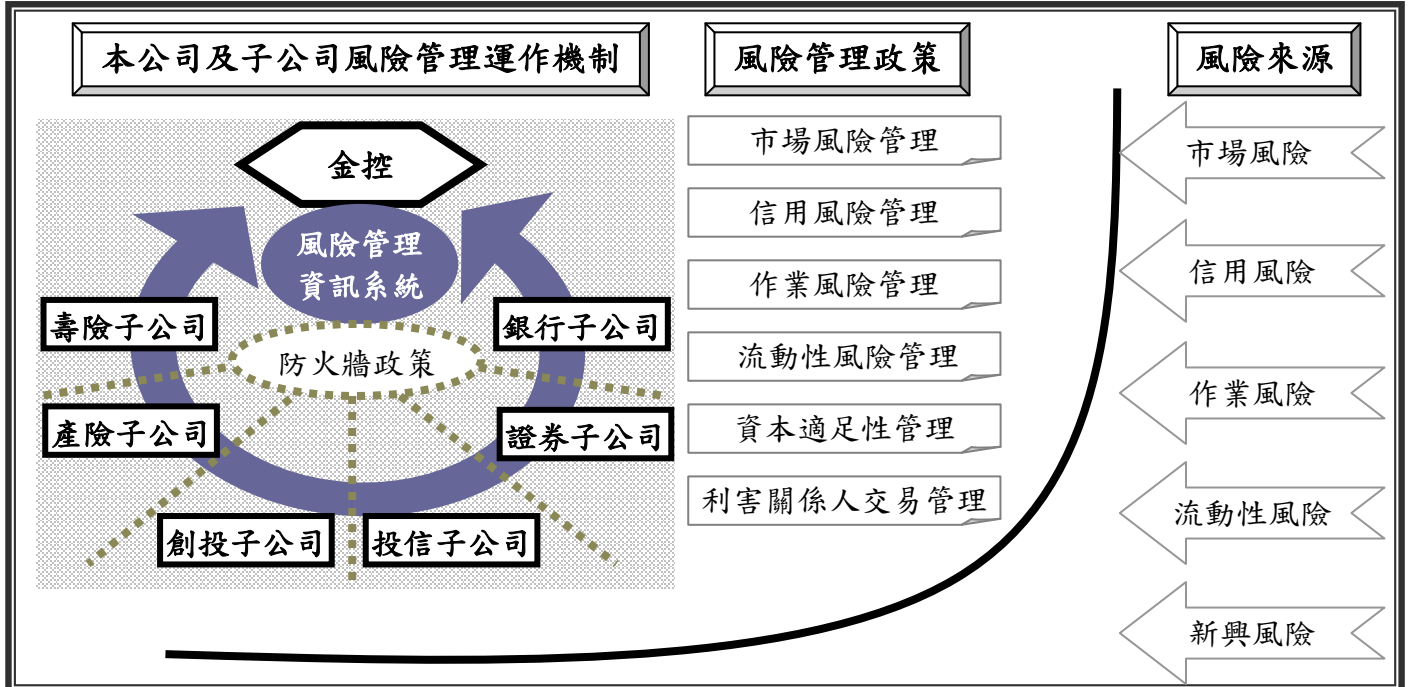 本公司及子公司風險管理運作機制
金控
風險管理
資訊系統
防火牆政策
壽險子公司
銀行子公司
產險子公司
證券子公司
創投子公司
投信子公司
風險管理政策
市場風險管理
信用風險管理
作業風險管理
流動性風險管理
資本適足性管理
利害關係人交易管理
風險來源
市場風險
信用風險
作業風險
流動性風險
新興風險